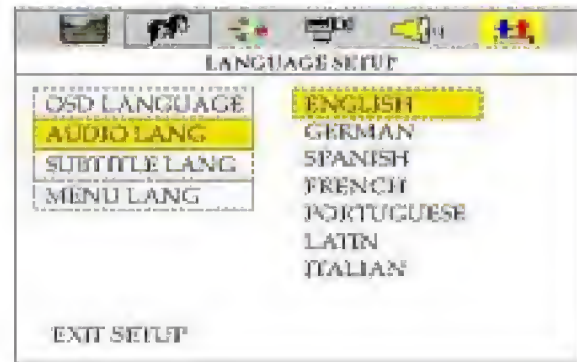 LANGUAGE SETUP
OSD LANGUAGE
AUDIO LANG
SUBTITLE LANG
MENU LANG
ENGLISH
GERMAN
SPANISH
FRENCH
PORTUGUESE
LATIN
ITALIAN
EXIT SETUP